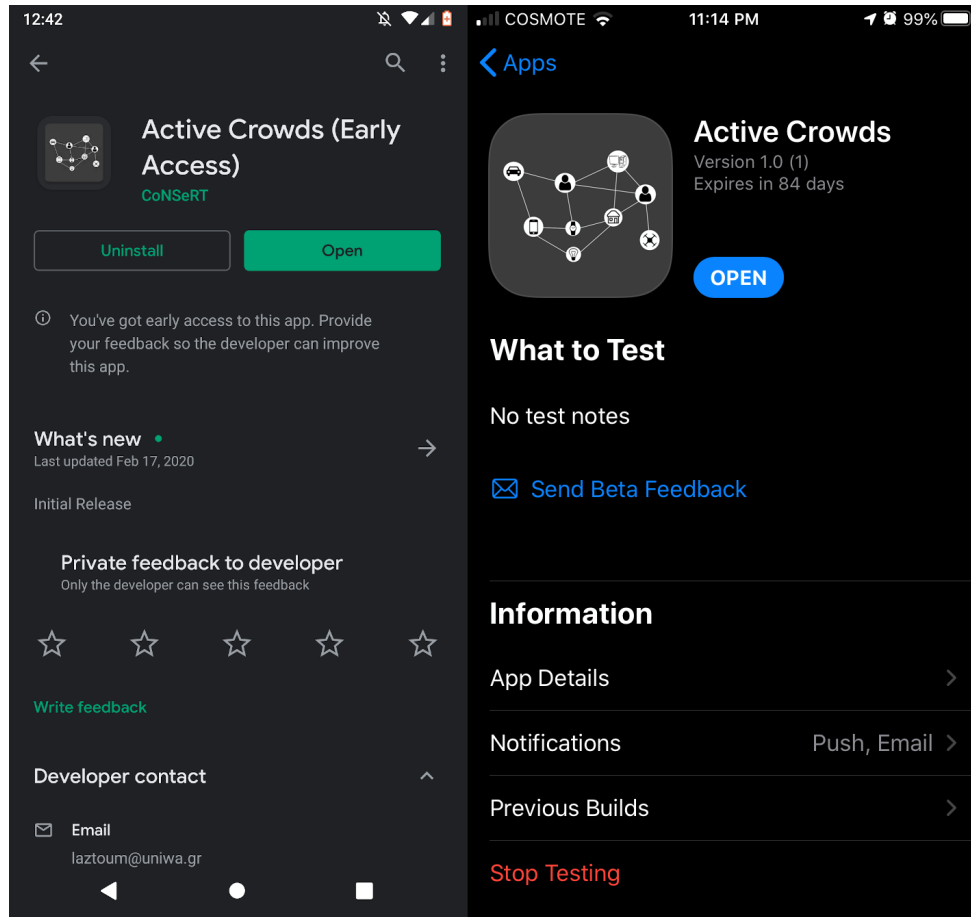 12:42
Active Crowds (Early
Access)
CoNSeRT
Uninstall
Open
You've got early access to this app. Provide
your feedback so the developer can improve
this app.
What's new
Last updated Feb 17, 2020
Initial Release
Private feedback to developer
Only the developer can see this feedback
Write feedback
Developer contact
Email
laztoum@uniwa.gr
COSMOTE
11:14 PM
99%
Apps
Active Crowds
Version 1.0 (1)
Expires in 84 days
OPEN
What to Test
No test notes
Send Beta Feedback
Information
App Details
Notifications
Push, Email
Previous Builds
Stop Testing